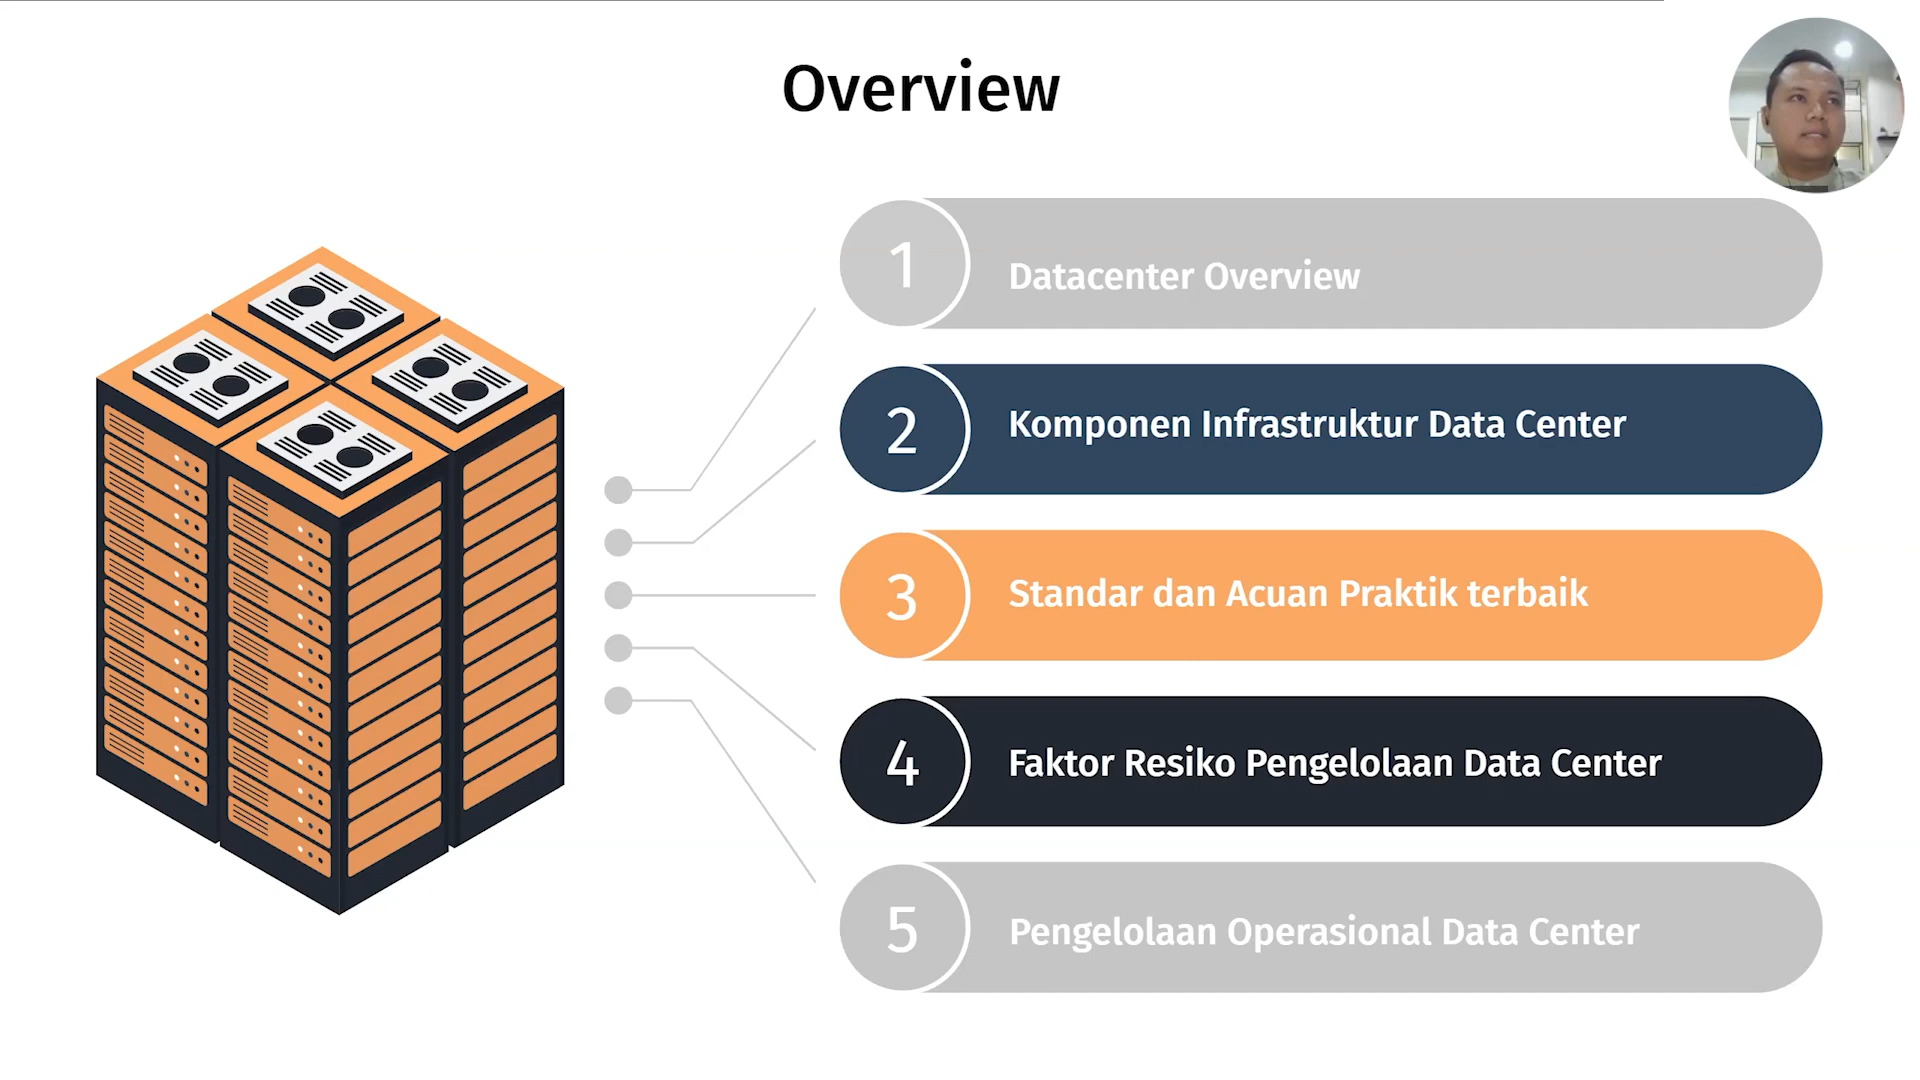 Overview
1
Datacenter Overview
2
Komponen Infrastruktur Data Center
3
Standar dan Acuan Praktik terbaik
4
Faktor Resiko Pengelolaan Data Center
5
Pengelolaan Operasional Data Center